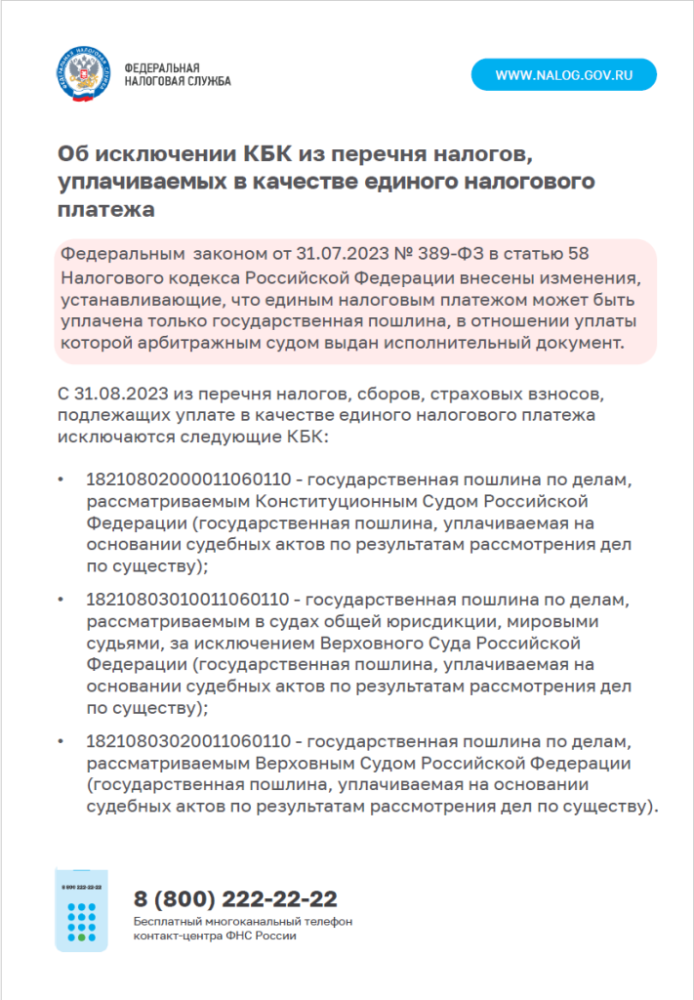 ФЕДЕРАЛЬНАЯ
НАЛОГОВАЯ СЛУЖБА
WWW.NALOG.GOV.RU
Об исключении КБК из перечня налогов,
уплачиваемых в качестве единого налогового
платежа
Федеральным законом от 31.07.2023 № 389-ФЗ в статью 58
Налогового кодекса Российской Федерации внесены изменения,
устанавливающие, что единым налоговым платежом может быть
уплачена только государственная пошлина, в отношении уплаты
которой арбитражным судом выдан исполнительный документ.
С 31.08.2023 из перечня налогов, сборов, страховых взносов,
подлежащих уплате в качестве единого налогового платежа
исключаются следующие КБК:
• 18210802000011060110 - государственная пошлина по делам,
рассматриваемым Конституционным Судом Российской
Федерации (государственная пошлина, уплачиваемая на
основании судебных актов по результатам рассмотрения дел
по существу);
• 18210803010011060110 - государственная пошлина по делам,
рассматриваемым в судах общей юрисдикции, мировыми
судьями, за исключением Верховного Суда Российской
Федерации (государственная пошлина, уплачиваемая на
основании судебных актов по результатам рассмотрения дел
по существу);
• 18210803020011060110 - государственная пошлина по делам,
рассматриваемым Верховным Судом Российской Федерации
(государственная пошлина, уплачиваемая на основании
судебных актов по результатам рассмотрения дел по существу).
8 800 222-22-22
8 (800) 222-22-22
Бесплатный многоканальный телефон
контакт-центра ФНС России